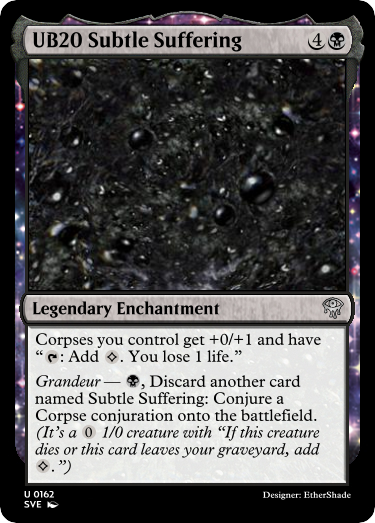 UB20 Subtle Suffering 4
Legendary Enchantment
Corpses you control get +0/+1 and have
“: Add . You lose 1 life.”
Grandeur — , Discard another card
named Subtle Suffering: Conjure a
Corpse conjuration onto the battlefield.
(It’s a 0 1/0 creature with “If this creature
dies or this card leaves your graveyard, add
.”)
U 0162
SVE
Designer: EtherShade